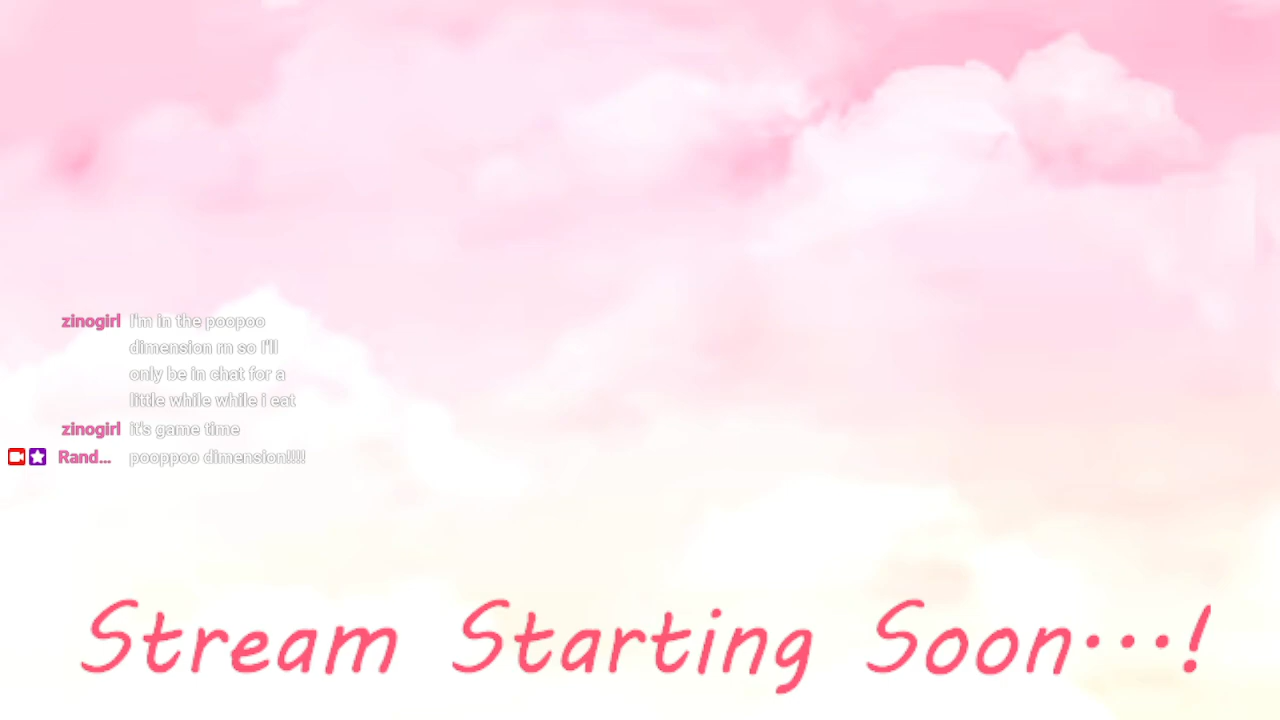 zinogirl I'm in the poopoo
dimension rn so I'll
only be in chat for a
little while while i eat
zinogirl it's game time
Rand... pooppoo dimension!!!!
Stream Starting Soon...!